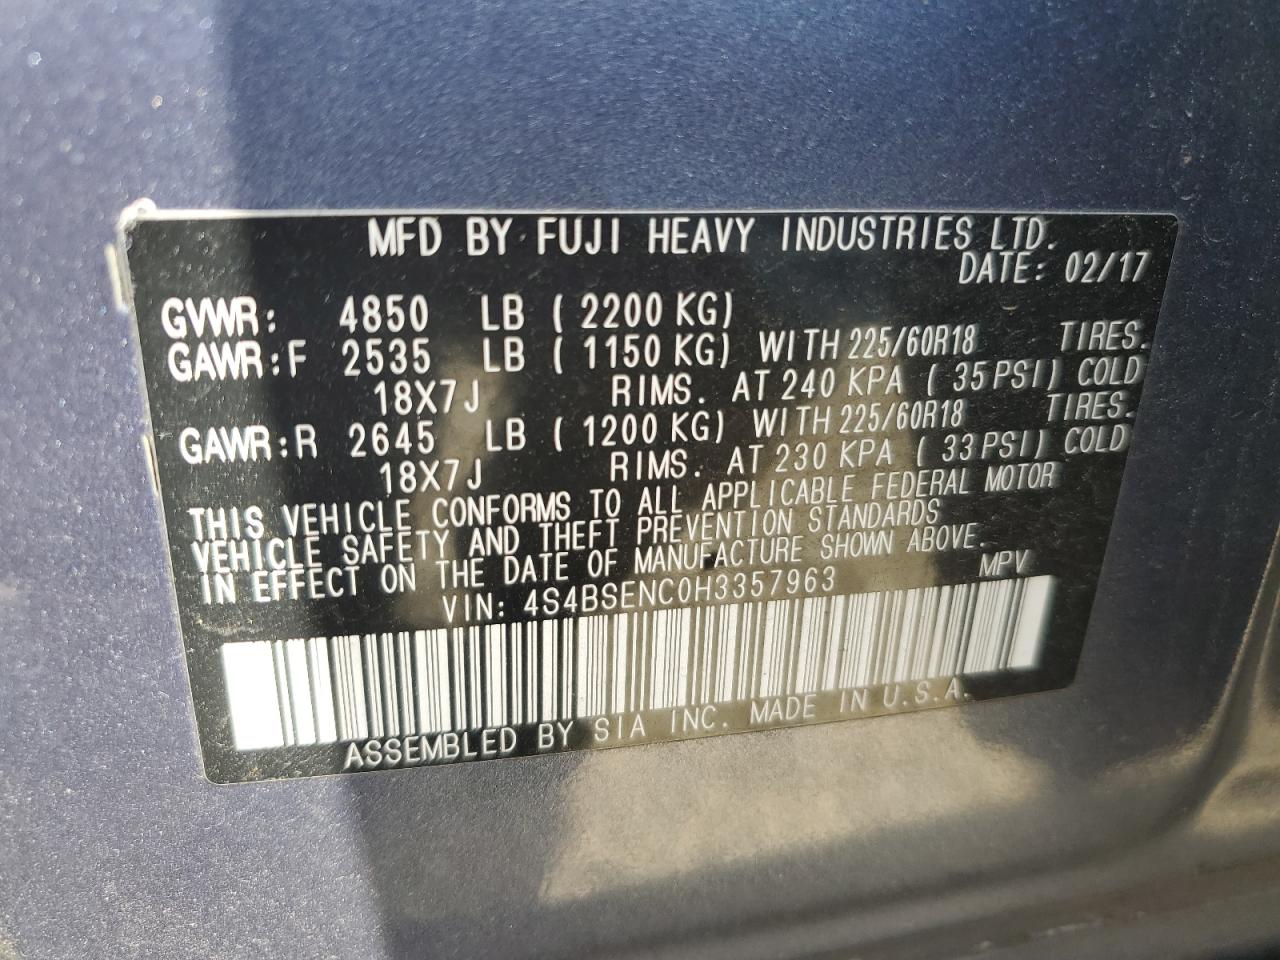 MFD BY FUJI HEAVY INDUSTRIES LTD.
DATE: 02/17
GVWR: 4850 LB ( 2200 KG)
GAWR:F 2535 LB ( 1150 KG) WITH 225/60R18 TIRES.
18X7J RIMS. AT 240 KPA ( 35 PSI) COLD
GAWR:R 2645 LB ( 1200 KG) WITH 225/60R18 TIRES.
18X7J RIMS. AT 230 KPA ( 33 PSI) COLD
THIS VEHICLE CONFORMS TO ALL APPLICABLE FEDERAL MOTOR
VEHICLE SAFETY AND THEFT PREVENTION STANDARDS
IN EFFECT ON THE DATE OF MANUFACTURE SHOWN ABOVE.
VIN: 4S4BSENC0H3357963 MPV
ASSEMBLED BY SIA INC. MADE IN U.S.A.